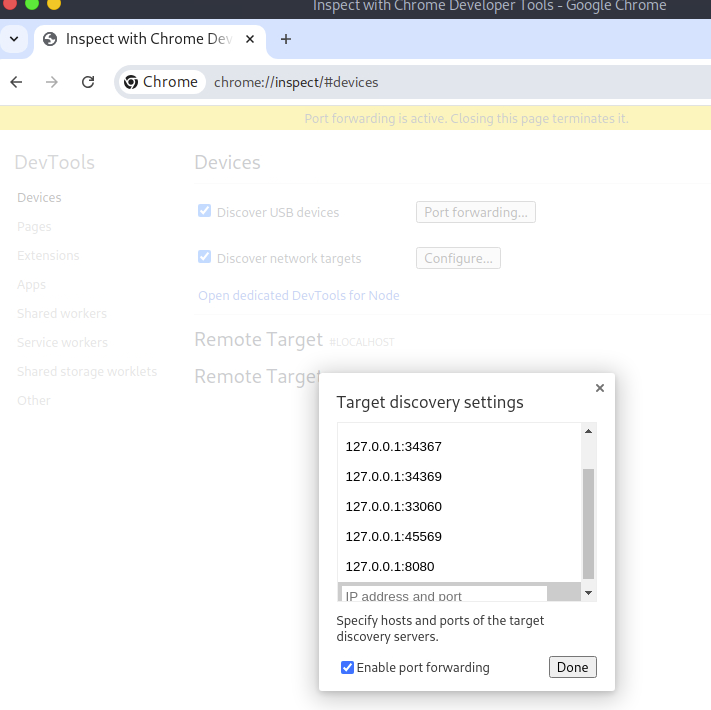 Inspect with Chrome Developer Tools - Google Chrome
Inspect with Chrome Dev
Chrome chrome://inspect/#devices
Port forwarding is active. Closing this page terminates it.
DevTools
Devices
Pages
Extensions
Apps
Shared workers
Service workers
Shared storage worklets
Other
Devices
Discover USB devices
Port forwarding...
Discover network targets
Configure...
Open dedicated DevTools for Node
Remote Target #LOCALHOST
Remote Target
Target discovery settings
127.0.0.1:34367
127.0.0.1:34369
127.0.0.1:33060
127.0.0.1:45569
127.0.0.1:8080
IP address and port
Specify hosts and ports of the target
discovery servers.
Enable port forwarding
Done